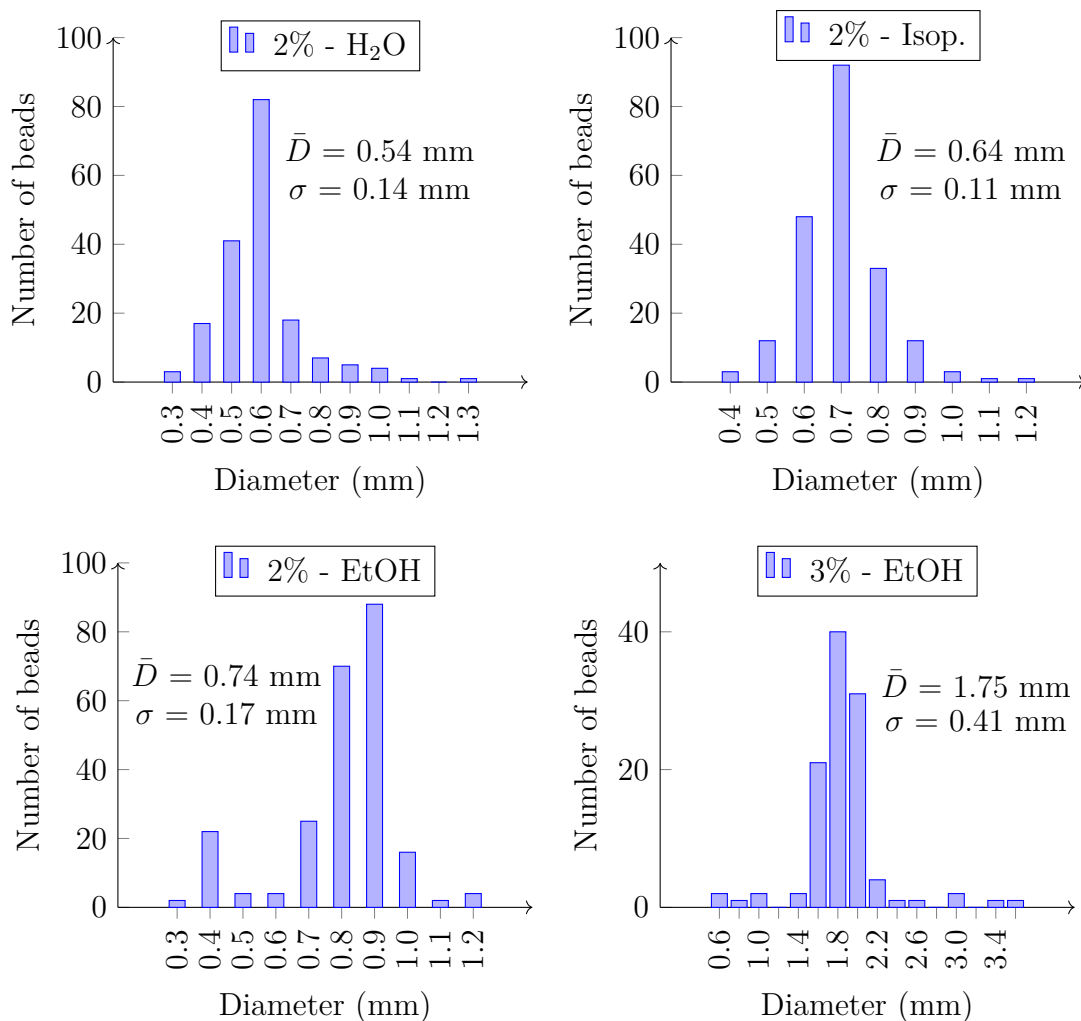 2% - H₂O
Number of beads
100
80
60
40
20
0
D̄ = 0.54 mm
σ = 0.14 mm
0.3 0.4 0.5 0.6 0.7 0.8 0.9 1.0 1.1 1.2 1.3
Diameter (mm)
2% - Isop.
Number of beads
100
80
60
40
20
0
D̄ = 0.64 mm
σ = 0.11 mm
0.4 0.5 0.6 0.7 0.8 0.9 1.0 1.1 1.2
Diameter (mm)
2% - EtOH
Number of beads
100
80
60
40
20
0
D̄ = 0.74 mm
σ = 0.17 mm
0.3 0.4 0.5 0.6 0.7 0.8 0.9 1.0 1.1 1.2
Diameter (mm)
3% - EtOH
Number of beads
40
20
0
D̄ = 1.75 mm
σ = 0.41 mm
0.6 1.0 1.4 1.8 2.2 2.6 3.0 3.4
Diameter (mm)